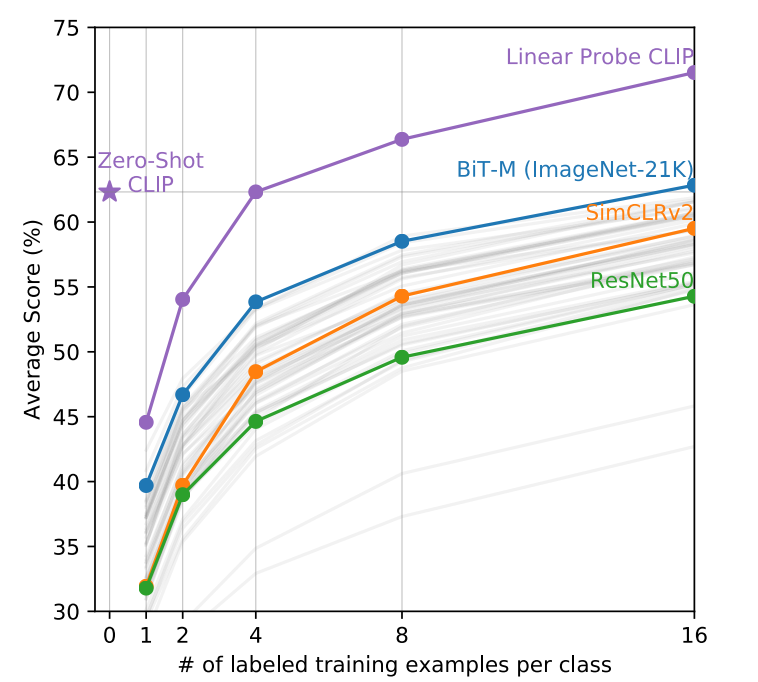 75
70
65
60
55
50
45
40
35
30
Average Score (%)
Linear Probe CLIP
Zero-Shot
CLIP
BiT-M (ImageNet-21K)
SimCLRv2
ResNet50
0 1 2 4 8 16
# of labeled training examples per class